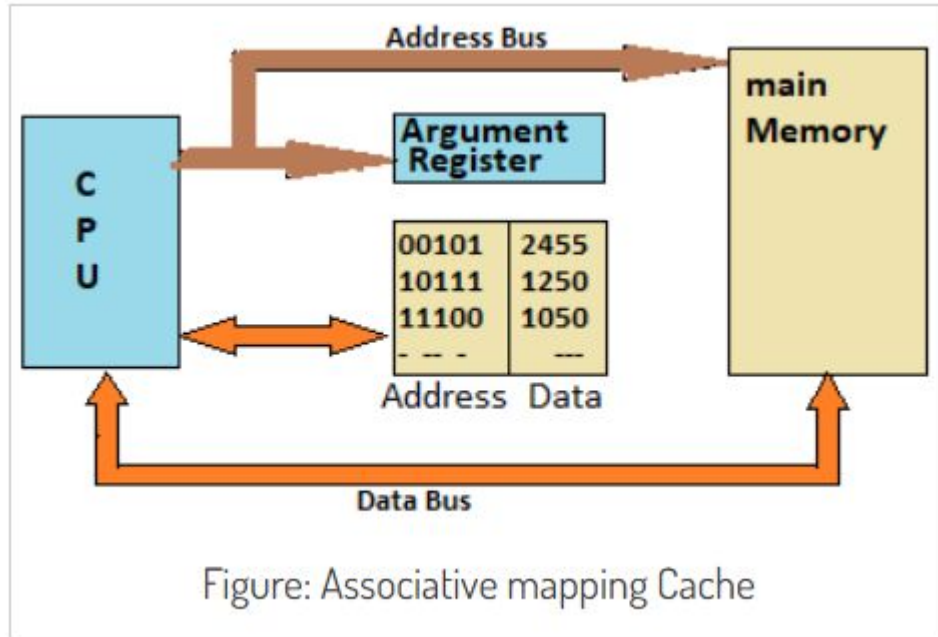 Address Bus
main
Memory
Argument
Register
C
P
U
00101 2455
10111 1250
11100 1050
- -- - ---
Address Data
Data Bus
Figure: Associative mapping Cache